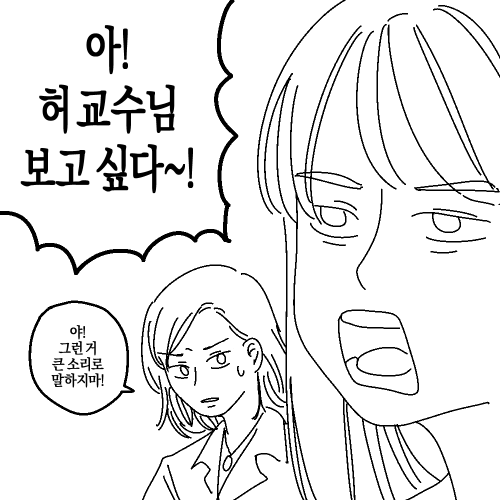 아!
허 교수님
보고 싶다~!
야!
그런 거
큰 소리로
말하지마!